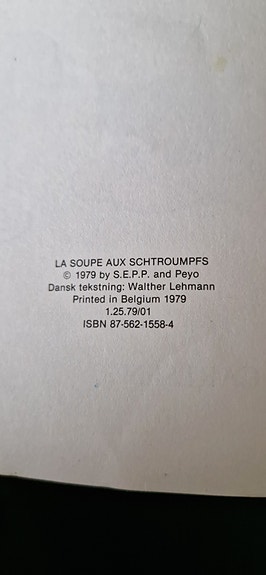 LA SOUPE AUX SCHTROUMPFS
© 1979 by S.E.P.P. and Peyo
Dansk tekstning: Walther Lehmann
Printed in Belgium 1979
1.25.79/01
ISBN 87-562-1558-4